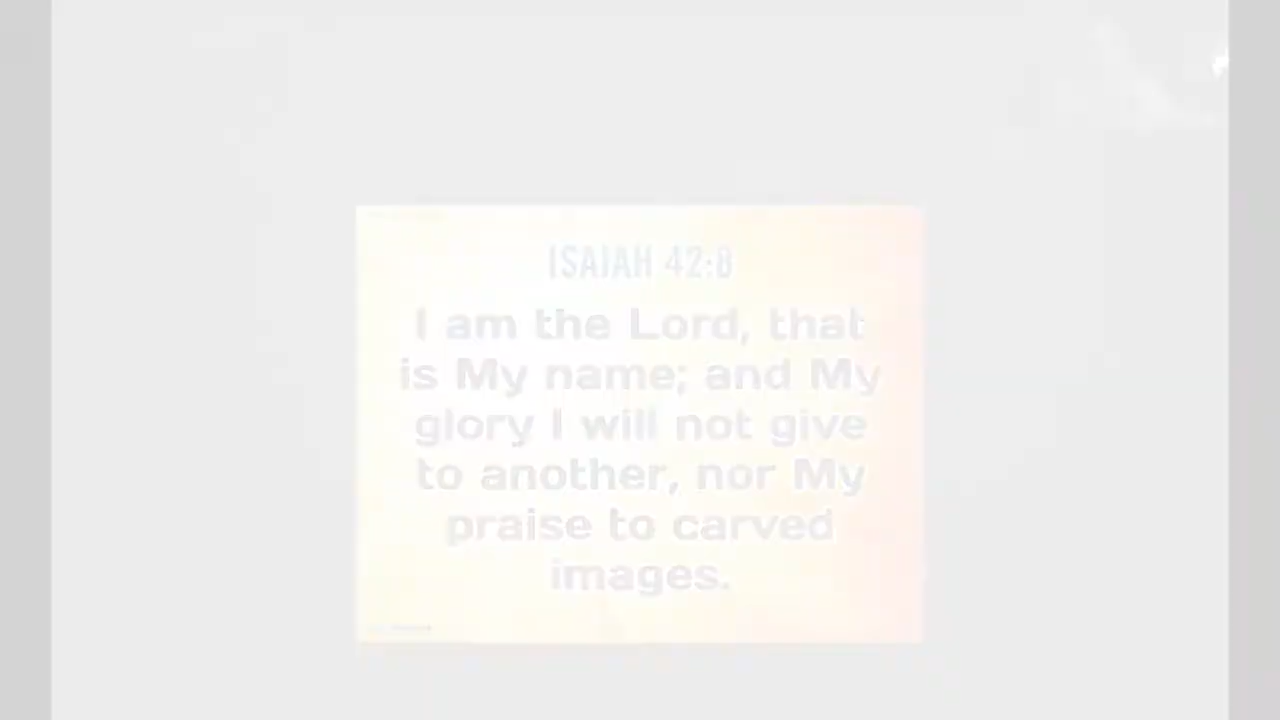 ISAIAH 42:8
I am the Lord, that
is My name; and My
glory I will not give
to another, nor My
praise to carved
images.